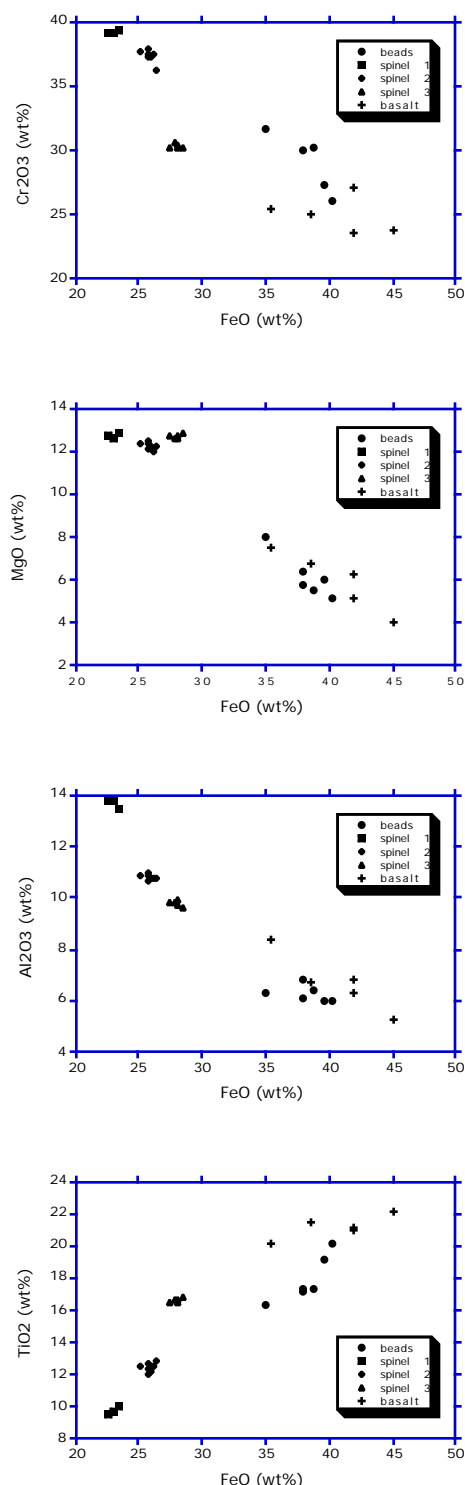 40
35
30
25
20
Cr2O3 (wt%)
beads
spinel 1
spinel 2
spinel 3
basalt
20 25 30 35 40 45 50
FeO (wt%)
14
12
10
8
6
4
2
MgO (wt%)
beads
spinel 1
spinel 2
spinel 3
basalt
20 25 30 35 40 45 50
FeO (wt%)
14
12
10
8
6
4
Al2O3 (wt%)
beads
spinel 1
spinel 2
spinel 3
basalt
20 25 30 35 40 45 50
FeO (wt%)
24
22
20
18
16
14
12
10
8
TiO2 (wt%)
beads
spinel 1
spinel 2
spinel 3
basalt
20 25 30 35 40 45 50
FeO (wt%)